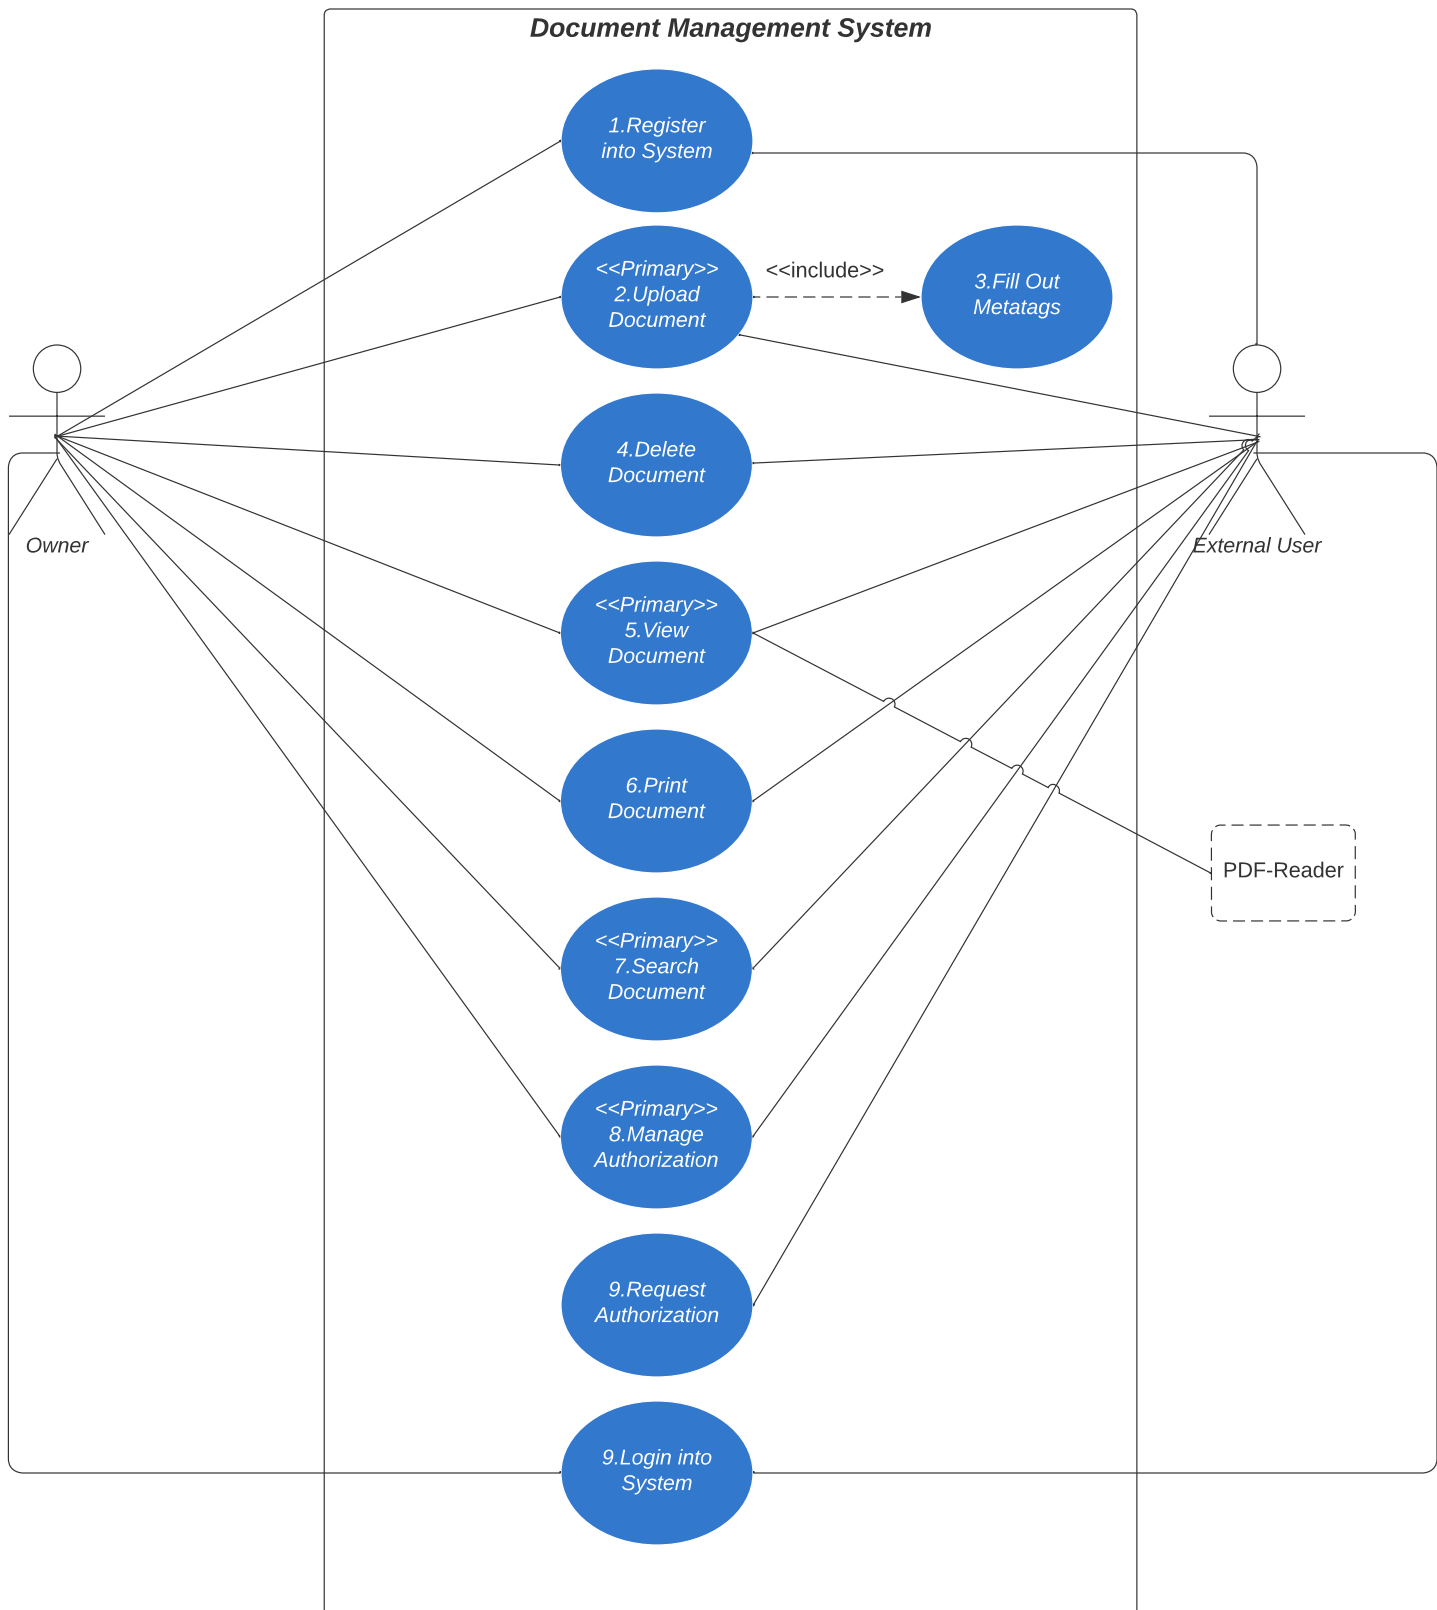 Document Management System
1.Register
into System
<<Primary>>
2.Upload
Document
<<include>>
3.Fill Out
Metatags
4.Delete
Document
Owner
External User
<<Primary>>
5.View
Document
6.Print
Document
PDF-Reader
<<Primary>>
7.Search
Document
<<Primary>>
8.Manage
Authorization
9.Request
Authorization
9.Login into
System